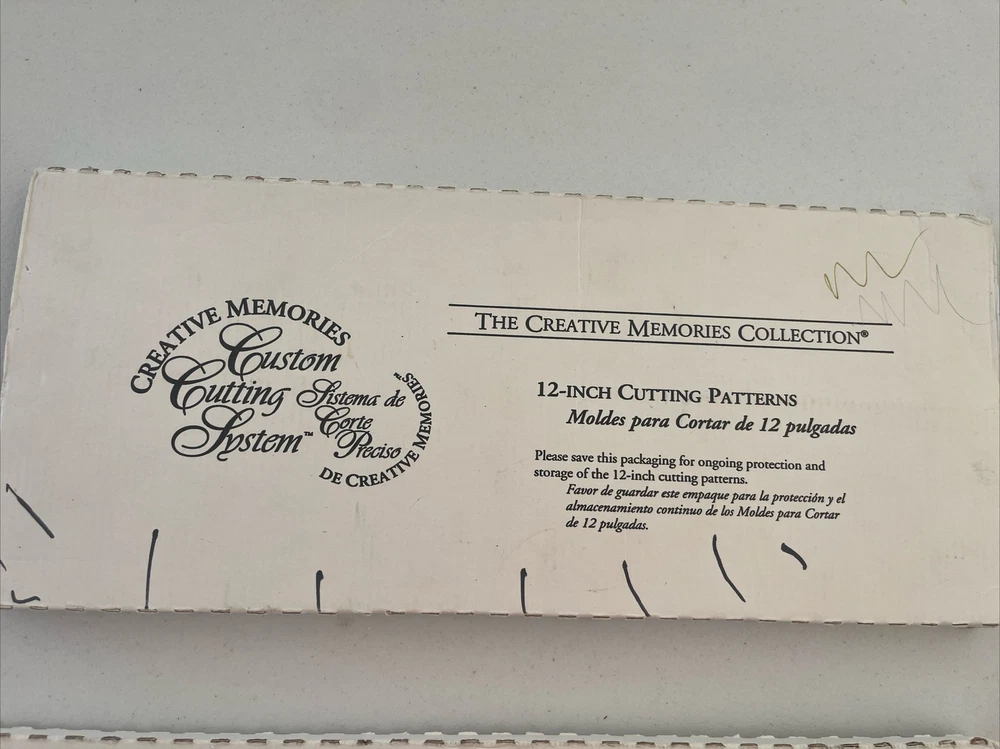 CREATIVE MEMORIES
Custom
Cutting
System™
Sistema de
Corte
Preciso
DE CREATIVE MEMORIES™
THE CREATIVE MEMORIES COLLECTION®
12-INCH CUTTING PATTERNS
Moldes para Cortar de 12 pulgadas
Please save this packaging for ongoing protection and
storage of the 12-inch cutting patterns.
Favor de guardar este empaque para la protección y el
almacenamiento continuo de los Moldes para Cortar
de 12 pulgadas.